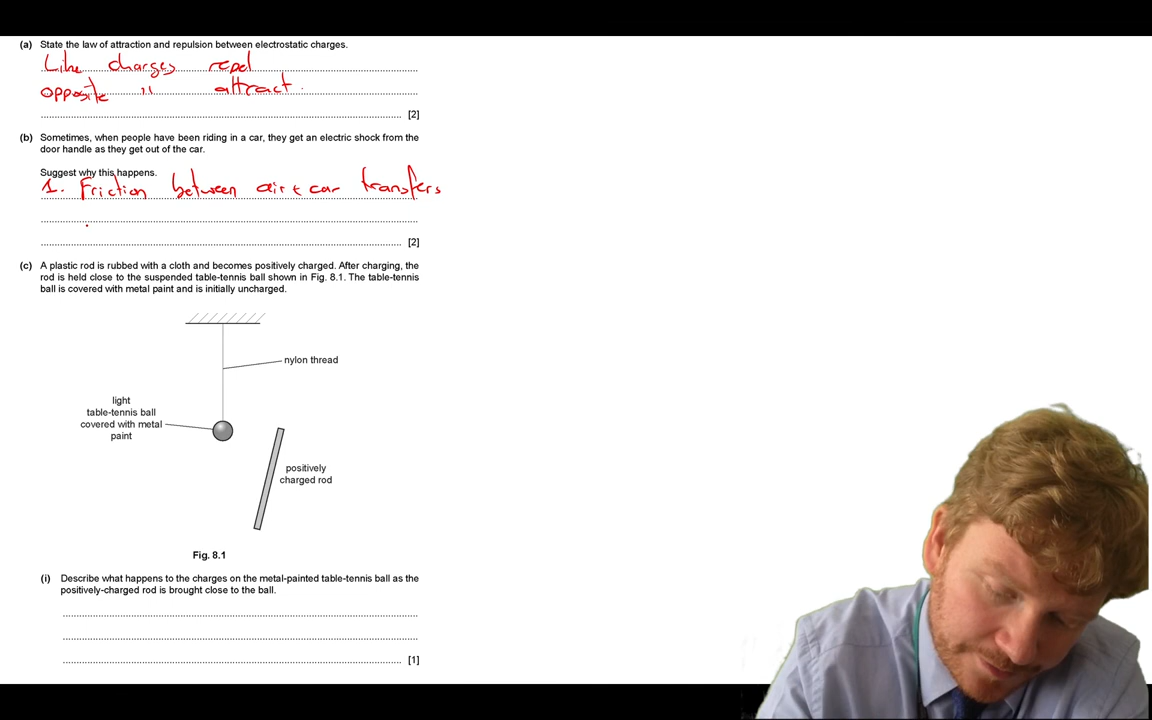 (a) State the law of attraction and repulsion between electrostatic charges.
Like charges repel
opposite " attract.
[2]
(b) Sometimes, when people have been riding in a car, they get an electric shock from the
door handle as they get out of the car.
Suggest why this happens.
1. Friction between air + car transfers
[2]
(c) A plastic rod is rubbed with a cloth and becomes positively charged. After charging, the
rod is held close to the suspended table-tennis ball shown in Fig. 8.1. The table-tennis
ball is covered with metal paint and is initially uncharged.
nylon thread
light
table-tennis ball
covered with metal
paint
positively
charged rod
Fig. 8.1
(i) Describe what happens to the charges on the metal-painted table-tennis ball as the
positively-charged rod is brought close to the ball.
[1]